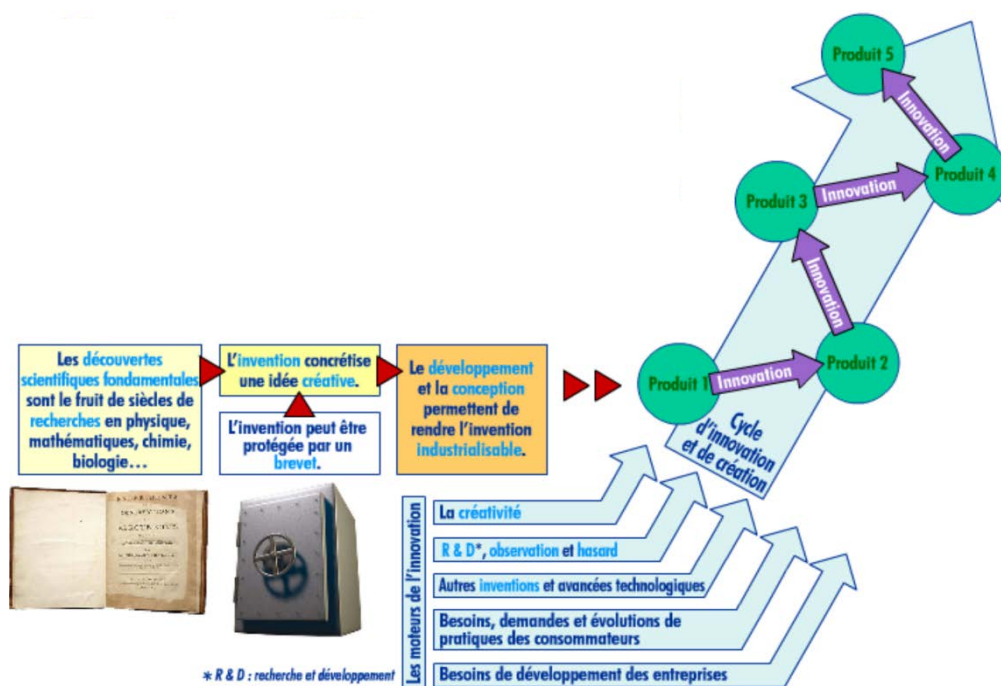 Produit 5
Innovation
Produit 4
Produit 3
Innovation
Innovation
Produit 1
Innovation
Produit 2
Les découvertes
scientifiques fondamentales
sont le fruit de siècles de
recherches en physique,
mathématiques, chimie,
biologie…
L'invention concrétise
une idée créative.
L'invention peut être
protégée par un
brevet.
Le développement
et la conception
permettent de
rendre l'invention
industrialisable.
Cycle
d'innovation
et de création
Les moteurs de l'innovation
La créativité
R & D*, observation et hasard
Autres inventions et avancées technologiques
Besoins, demandes et évolutions de
pratiques des consommateurs
Besoins de développement des entreprises
* R & D : recherche et développement